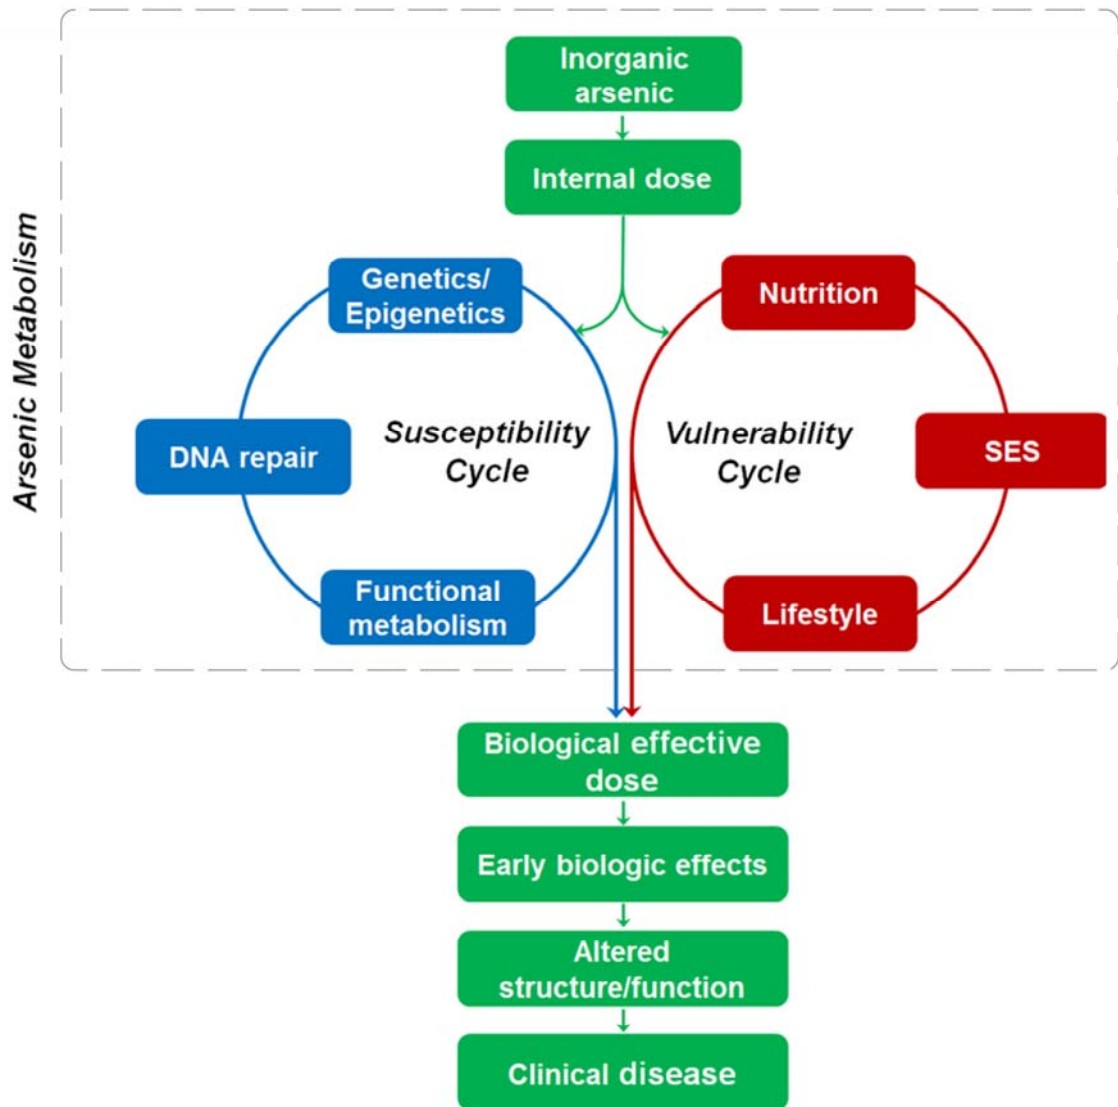 Inorganic
arsenic
Internal dose
Arsenic Metabolism
Genetics/
Epigenetics
DNA repair
Functional
metabolism
Susceptibility
Cycle
Vulnerability
Cycle
Nutrition
SES
Lifestyle
Biological effective
dose
Early biologic effects
Altered
structure/function
Clinical disease